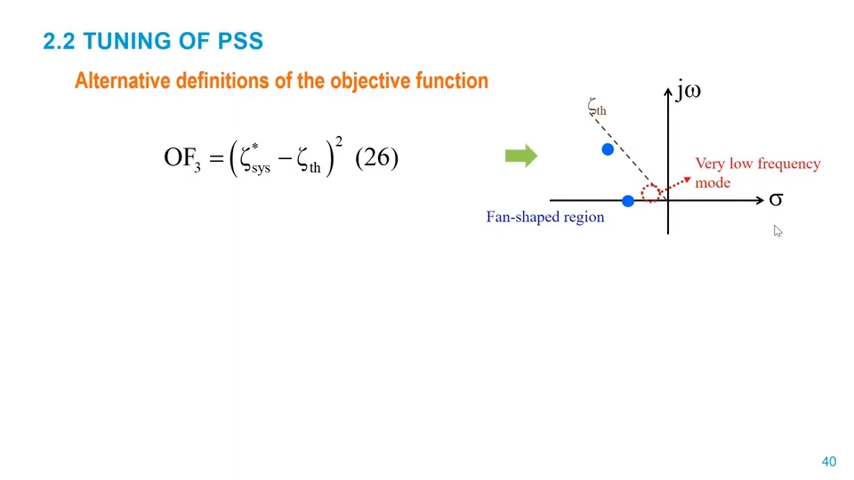 2.2 TUNING OF PSS
Alternative definitions of the objective function
OF₃ = (ζ*sys − ζth)² (26)
jω
ζth
Very low frequency
mode
σ
Fan-shaped region
40